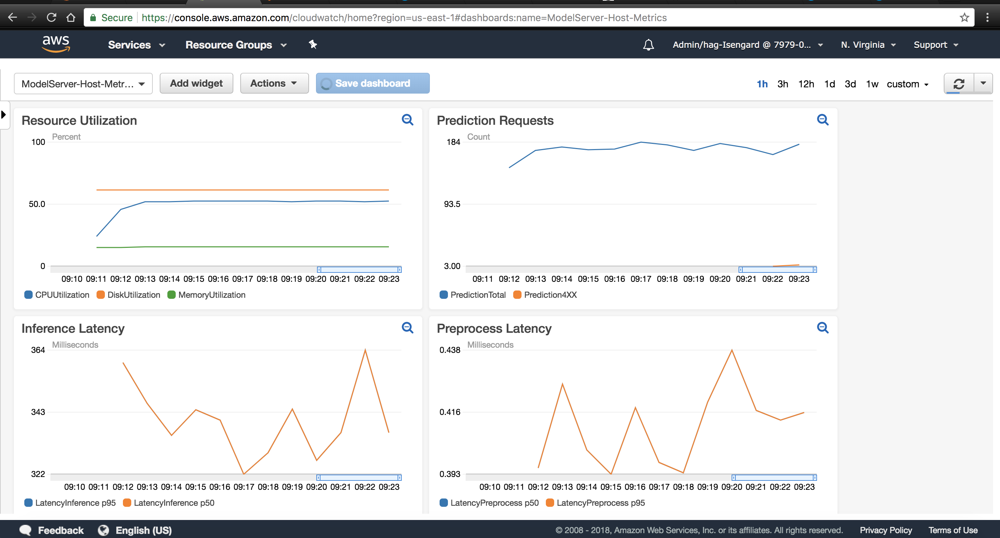 Secure https://console.aws.amazon.com/cloudwatch/home?region=us-east-1#dashboards:name=ModelServer-Host-Metrics
aws Services Resource Groups Admin/hag-Isengard @ 7979-0... N. Virginia Support
ModelServer-Host-Metr... Add widget Actions Save dashboard 1h 3h 12h 1d 3d 1w custom
Resource Utilization
Percent
100
50.0
0
09:10 09:11 09:12 09:13 09:14 09:15 09:16 09:17 09:18 09:19 09:20 09:21 09:22 09:23
CPUUtilization DiskUtilization MemoryUtilization
Prediction Requests
Count
184
93.5
3.00
09:11 09:12 09:13 09:14 09:15 09:16 09:17 09:18 09:19 09:20 09:21 09:22 09:23
PredictionTotal Prediction4XX
Inference Latency
Milliseconds
364
343
322
09:10 09:11 09:12 09:13 09:14 09:15 09:16 09:17 09:18 09:19 09:20 09:21 09:22 09:23
LatencyInference p95 LatencyInference p50
Preprocess Latency
Milliseconds
0.438
0.416
0.393
09:10 09:11 09:12 09:13 09:14 09:15 09:16 09:17 09:18 09:19 09:20 09:21 09:22 09:23
LatencyPreprocess p50 LatencyPreprocess p95
Feedback English (US) © 2008 - 2018, Amazon Web Services, Inc. or its affiliates. All rights reserved. Privacy Policy Terms of Use